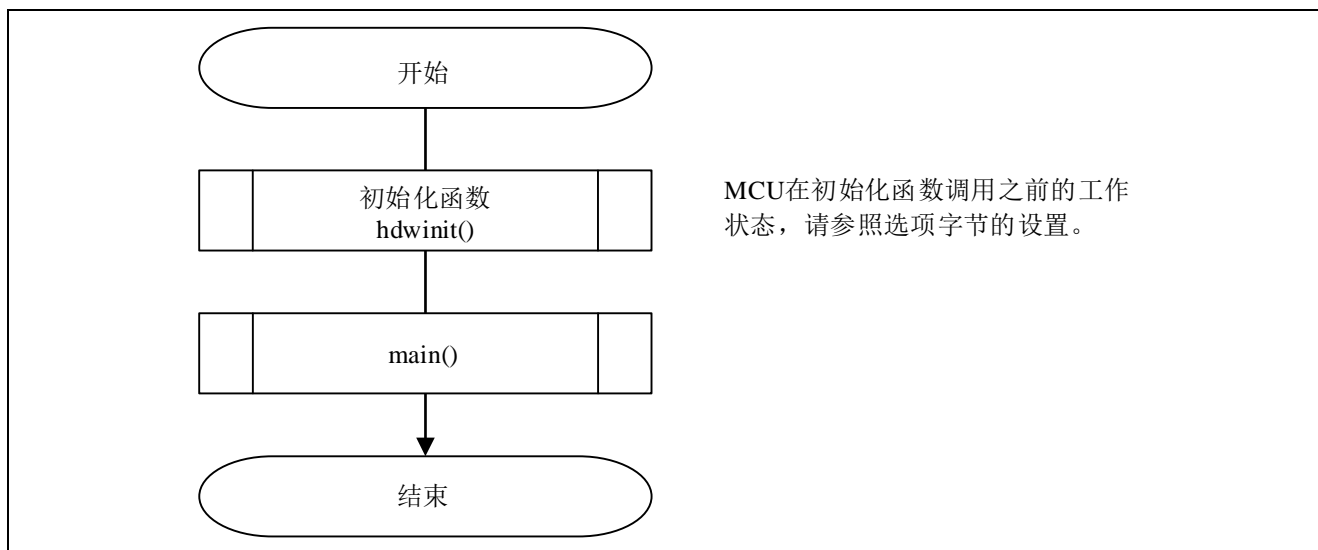 开始
初始化函数
hdwinit()
MCU在初始化函数调用之前的工作
状态，请参照选项字节的设置。
main()
结束